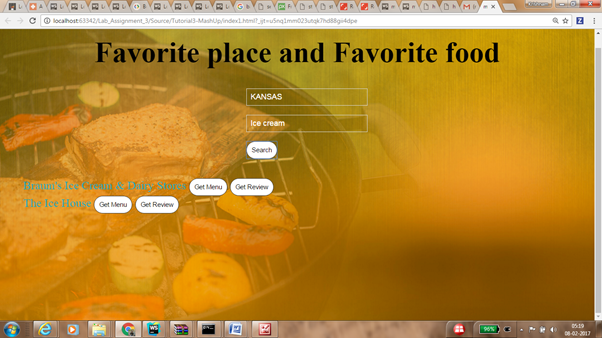 localhost:63342/Lab_Assignment_3/Source/Tutorial3-MashUp/index1.html?_ijt=u5nq1mm023utqk7hd88gii4dpe
Favorite place and Favorite food
KANSAS
Ice cream
Search
Braum's Ice Cream & Dairy Stores Get Menu Get Review
The Ice House Get Menu Get Review
96%
05:19
08-02-2017